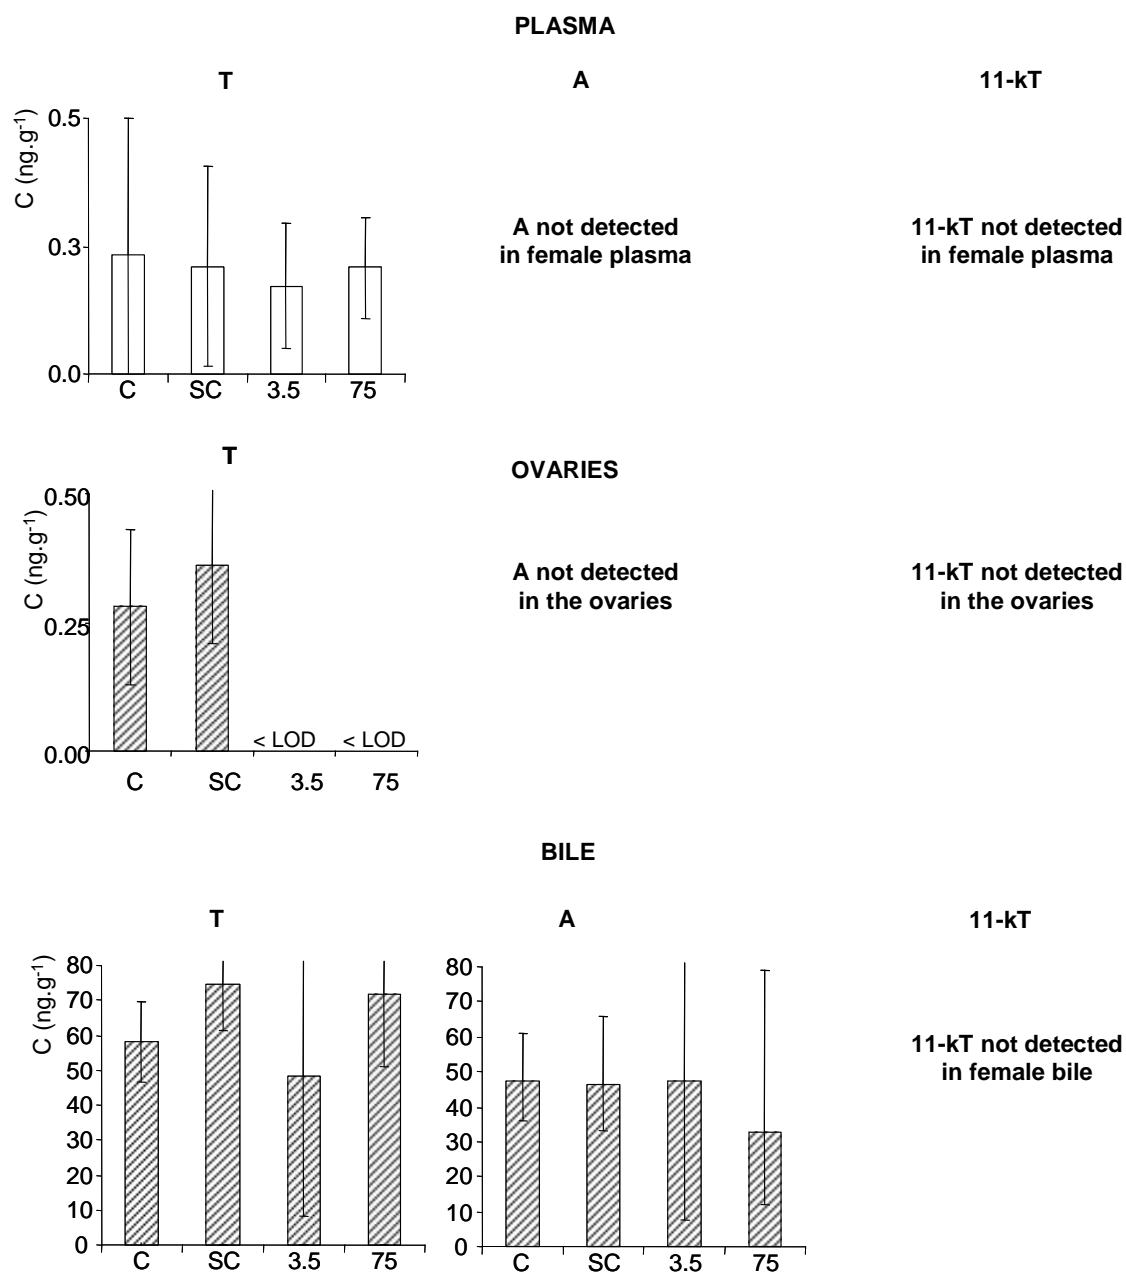 PLASMA
T A 11-kT
C (ng.g-1)
0.5
0.3
0.0
C SC 3.5 75
A not detected
in female plasma
11-kT not detected
in female plasma
OVARIES
T
C (ng.g-1)
0.50
0.25
0.00
< LOD < LOD
C SC 3.5 75
A not detected
in the ovaries
11-kT not detected
in the ovaries
BILE
T A 11-kT
C (ng.g-1)
80
70
60
50
40
30
20
10
0
C SC 3.5 75
80
70
60
50
40
30
20
10
0
C SC 3.5 75
11-kT not detected
in female bile